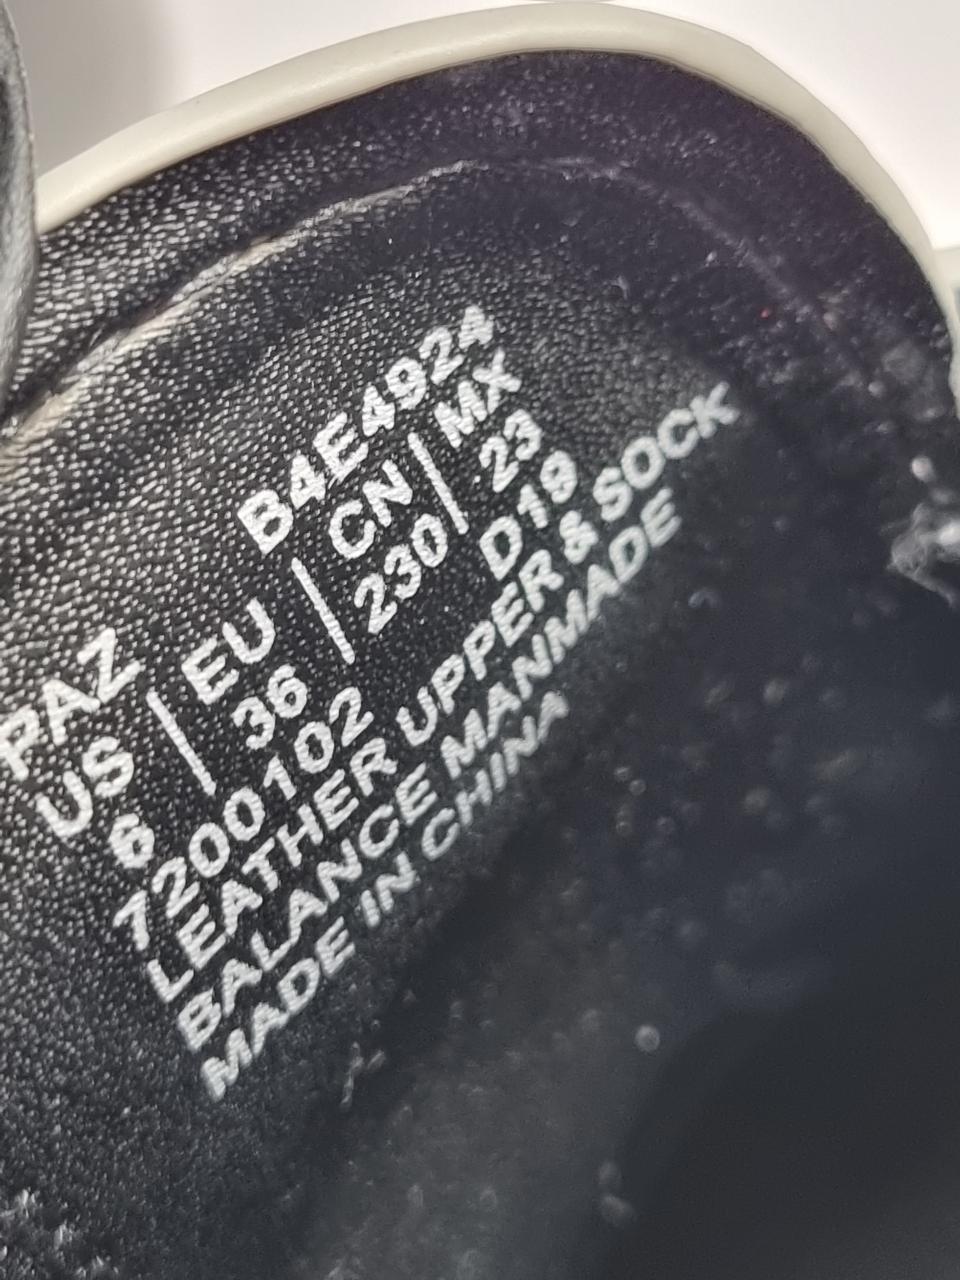 PAZ B4E4924
US | EU | CN | MX
6 36 230 23
7200102 D19
LEATHER UPPER & SOCK
BALANCE MANMADE
MADE IN CHINA